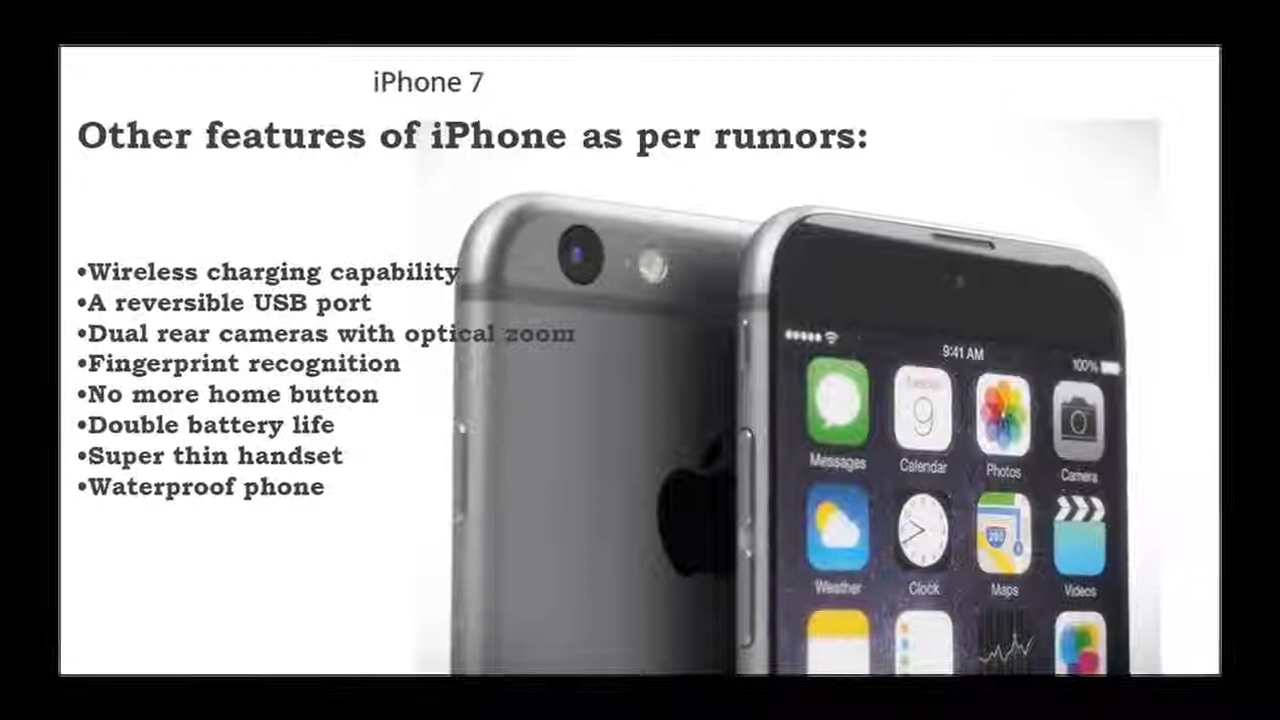 iPhone 7
Other features of iPhone as per rumors:
•Wireless charging capability
•A reversible USB port
•Dual rear cameras with optical zoom
•Fingerprint recognition
•No more home button
•Double battery life
•Super thin handset
•Waterproof phone
9:41 AM
100%
9
Messages
Calendar
Photos
Camera
280
Weather
Clock
Maps
Videos